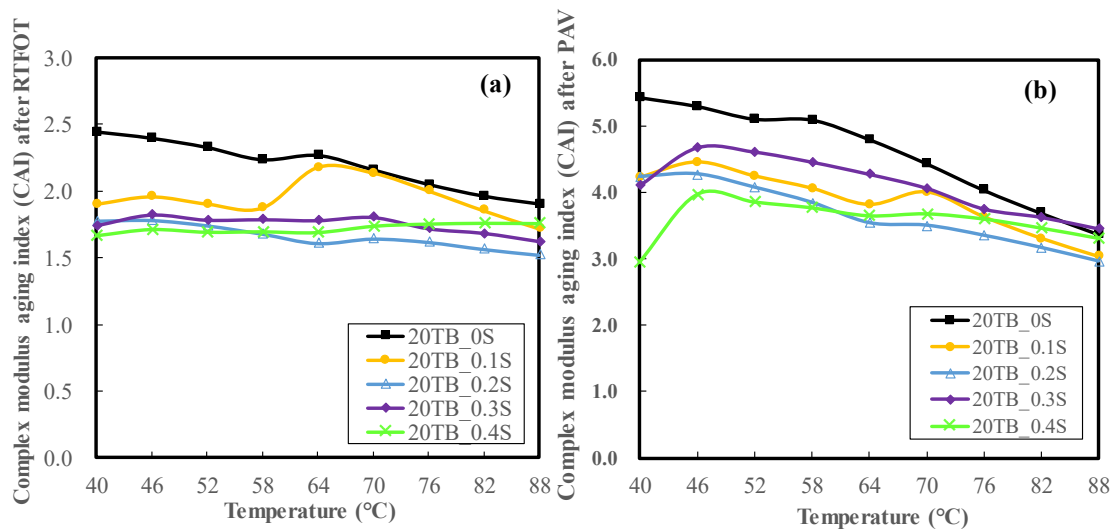 Complex modulus aging index (CAI) after RTFOT
3.0
2.5
2.0
1.5
1.0
0.5
0.0
(a)
20TB_0S
20TB_0.1S
20TB_0.2S
20TB_0.3S
20TB_0.4S
40 46 52 58 64 70 76 82 88
Temperature (°C)
Complex modulus aging index (CAI) after PAV
6.0
5.0
4.0
3.0
2.0
1.0
0.0
(b)
20TB_0S
20TB_0.1S
20TB_0.2S
20TB_0.3S
20TB_0.4S
40 46 52 58 64 70 76 82 88
Temperature (°C)